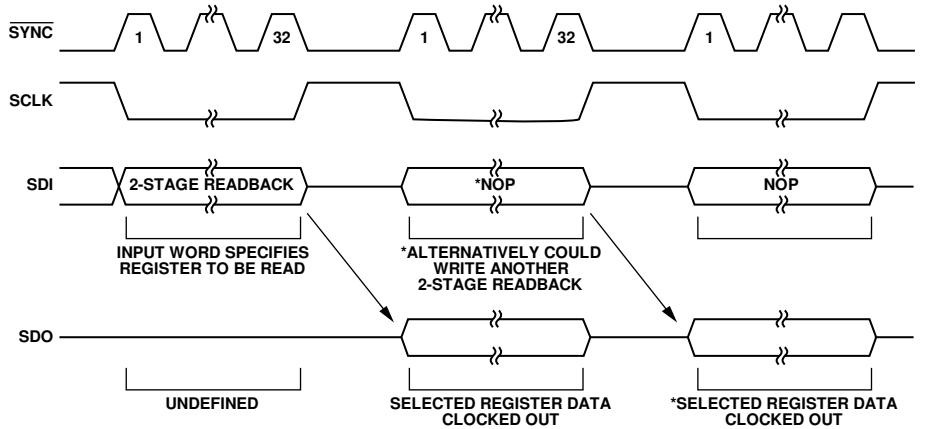 SYNC
1
32
1
32
1
SCLK
SDI
2-STAGE READBACK
*NOP
NOP
INPUT WORD SPECIFIES
REGISTER TO BE READ
*ALTERNATIVELY COULD
WRITE ANOTHER
2-STAGE READBACK
SDO
UNDEFINED
SELECTED REGISTER DATA
CLOCKED OUT
*SELECTED REGISTER DATA
CLOCKED OUT